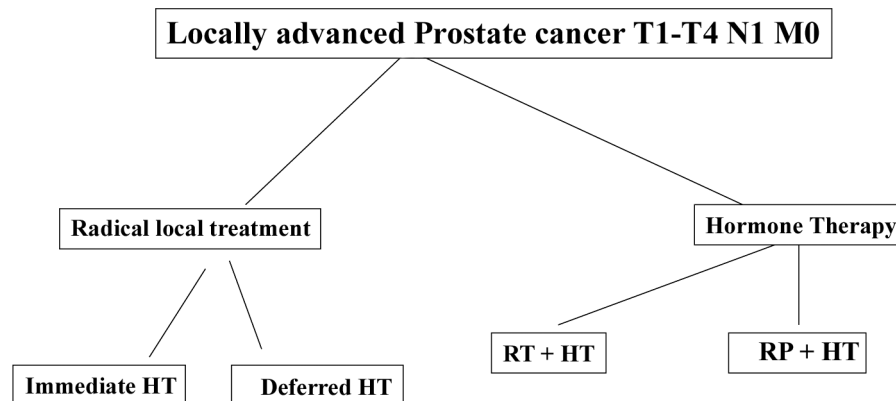 Locally advanced Prostate cancer T1-T4 N1 M0
Radical local treatment
Hormone Therapy
RT + HT
RP + HT
Immediate HT
Deferred HT